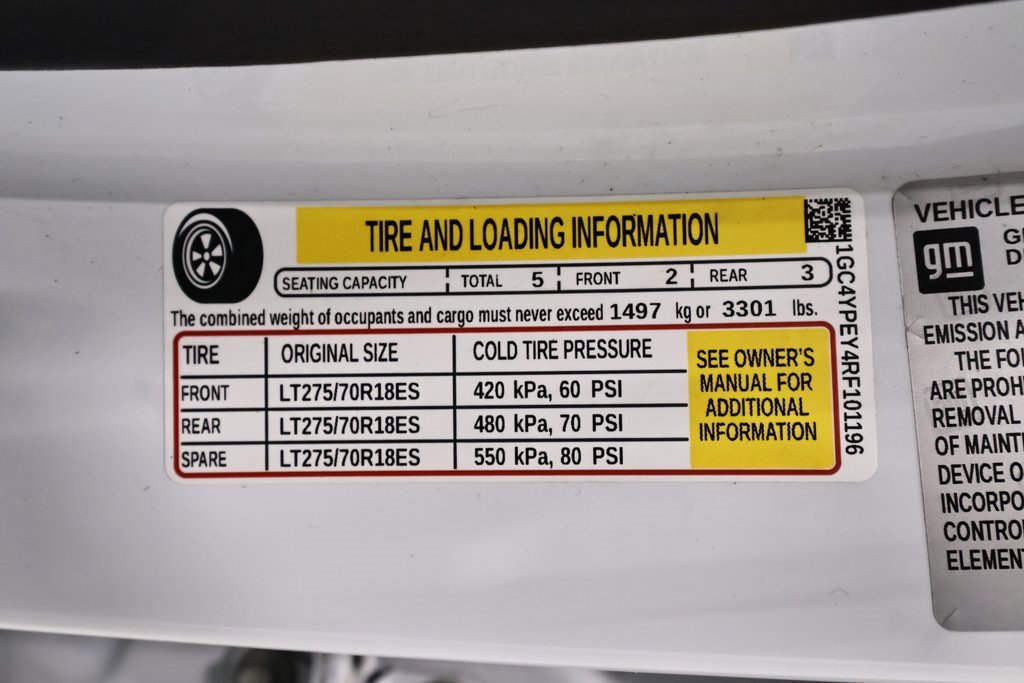 TIRE AND LOADING INFORMATION
SEATING CAPACITY TOTAL 5 FRONT 2 REAR 3
The combined weight of occupants and cargo must never exceed 1497 kg or 3301 lbs.
TIRE ORIGINAL SIZE COLD TIRE PRESSURE
FRONT LT275/70R18ES 420 kPa, 60 PSI
REAR LT275/70R18ES 480 kPa, 70 PSI
SPARE LT275/70R18ES 550 kPa, 80 PSI
SEE OWNER'S
MANUAL FOR
ADDITIONAL
INFORMATION
1GC4YPEY4RF101196
VEHICLE
gm
THIS VEH
EMISSION A
THE FO
ARE PROH
REMOVAL
OF MAINT
DEVICE O
INCORPO
CONTRO
ELEMEN